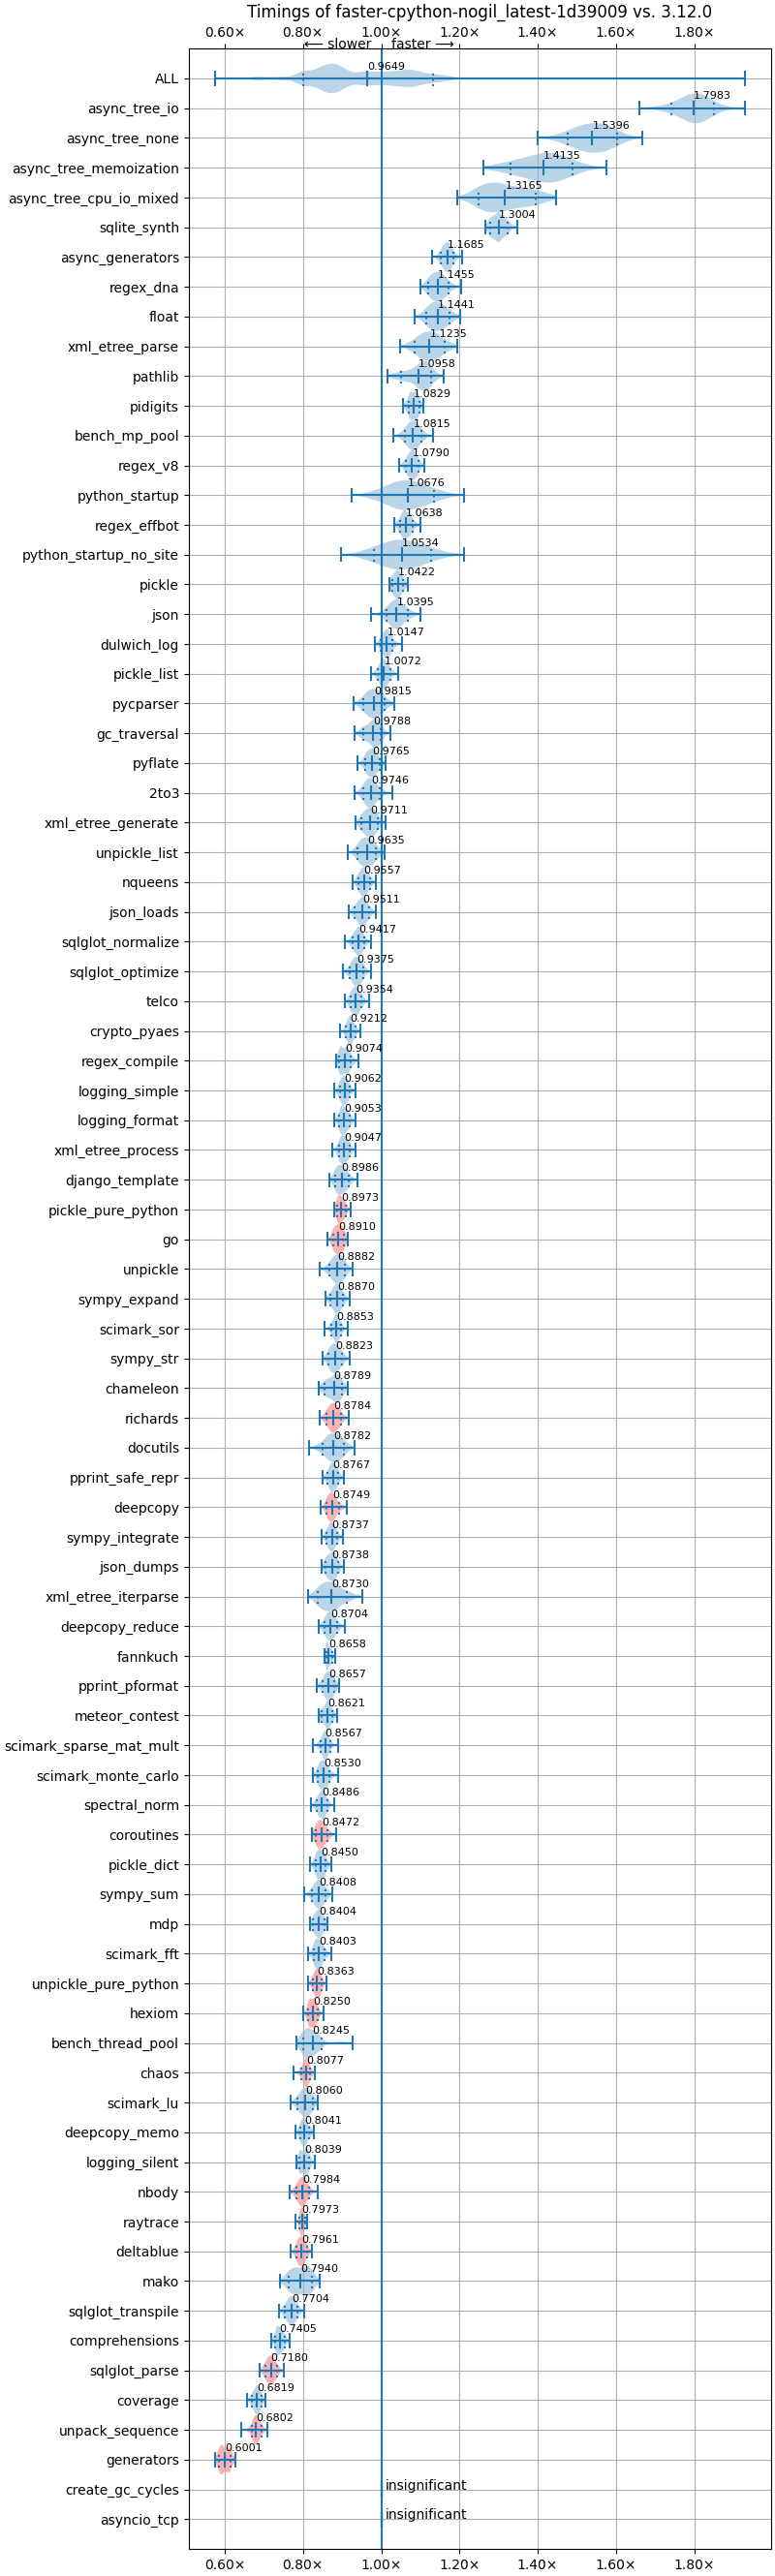 Timings of faster-cpython-nogil_latest-1d39009 vs. 3.12.0
0.60× 0.80× 1.00× 1.20× 1.40× 1.60× 1.80×
← slower faster →
ALL 0.9649
async_tree_io 1.7983
async_tree_none 1.5396
async_tree_memoization 1.4135
async_tree_cpu_io_mixed 1.3165
sqlite_synth 1.3004
async_generators 1.1685
regex_dna 1.1455
float 1.1441
xml_etree_parse 1.1235
pathlib 1.0958
pidigits 1.0829
bench_mp_pool 1.0815
regex_v8 1.0790
python_startup 1.0676
regex_effbot 1.0638
python_startup_no_site 1.0534
pickle 1.0422
json 1.0395
dulwich_log 1.0147
pickle_list 1.0072
pycparser 0.9815
gc_traversal 0.9788
pyflate 0.9765
2to3 0.9746
xml_etree_generate 0.9711
unpickle_list 0.9635
nqueens 0.9557
json_loads 0.9511
sqlglot_normalize 0.9417
sqlglot_optimize 0.9375
telco 0.9354
crypto_pyaes 0.9212
regex_compile 0.9074
logging_simple 0.9062
logging_format 0.9053
xml_etree_process 0.9047
django_template 0.8986
pickle_pure_python 0.8973
go 0.8910
unpickle 0.8882
sympy_expand 0.8870
scimark_sor 0.8853
sympy_str 0.8823
chameleon 0.8789
richards 0.8784
docutils 0.8782
pprint_safe_repr 0.8767
deepcopy 0.8749
sympy_integrate 0.8737
json_dumps 0.8738
xml_etree_iterparse 0.8730
deepcopy_reduce 0.8704
fannkuch 0.8658
pprint_pformat 0.8657
meteor_contest 0.8621
scimark_sparse_mat_mult 0.8567
scimark_monte_carlo 0.8530
spectral_norm 0.8486
coroutines 0.8472
pickle_dict 0.8450
sympy_sum 0.8408
mdp 0.8404
scimark_fft 0.8403
unpickle_pure_python 0.8363
hexiom 0.8250
bench_thread_pool 0.8245
chaos 0.8077
scimark_lu 0.8060
deepcopy_memo 0.8041
logging_silent 0.8039
nbody 0.7984
raytrace 0.7973
deltablue 0.7961
mako 0.7940
sqlglot_transpile 0.7704
comprehensions 0.7405
sqlglot_parse 0.7180
coverage 0.6819
unpack_sequence 0.6802
generators 0.6001
create_gc_cycles insignificant
asyncio_tcp insignificant
0.60× 0.80× 1.00× 1.20× 1.40× 1.60× 1.80×